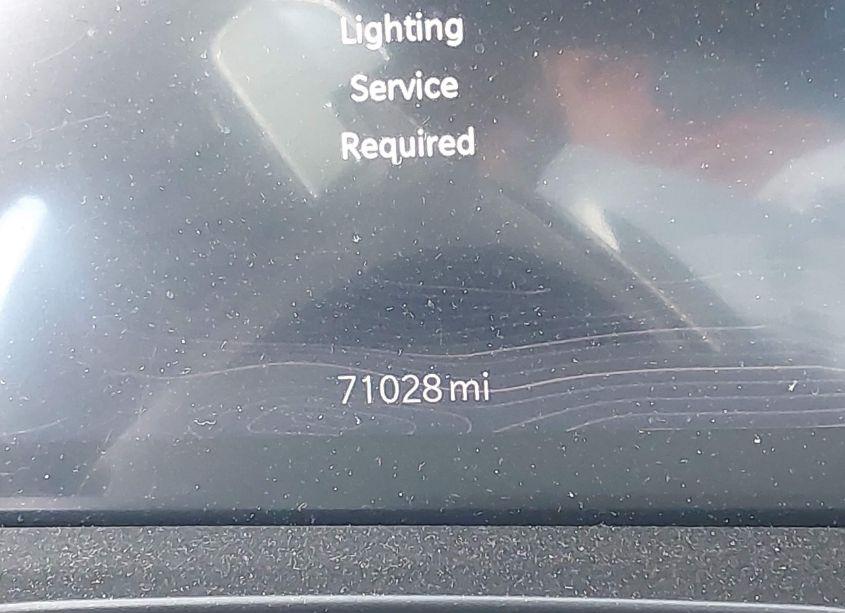 Lighting
Service
Required
71028 mi